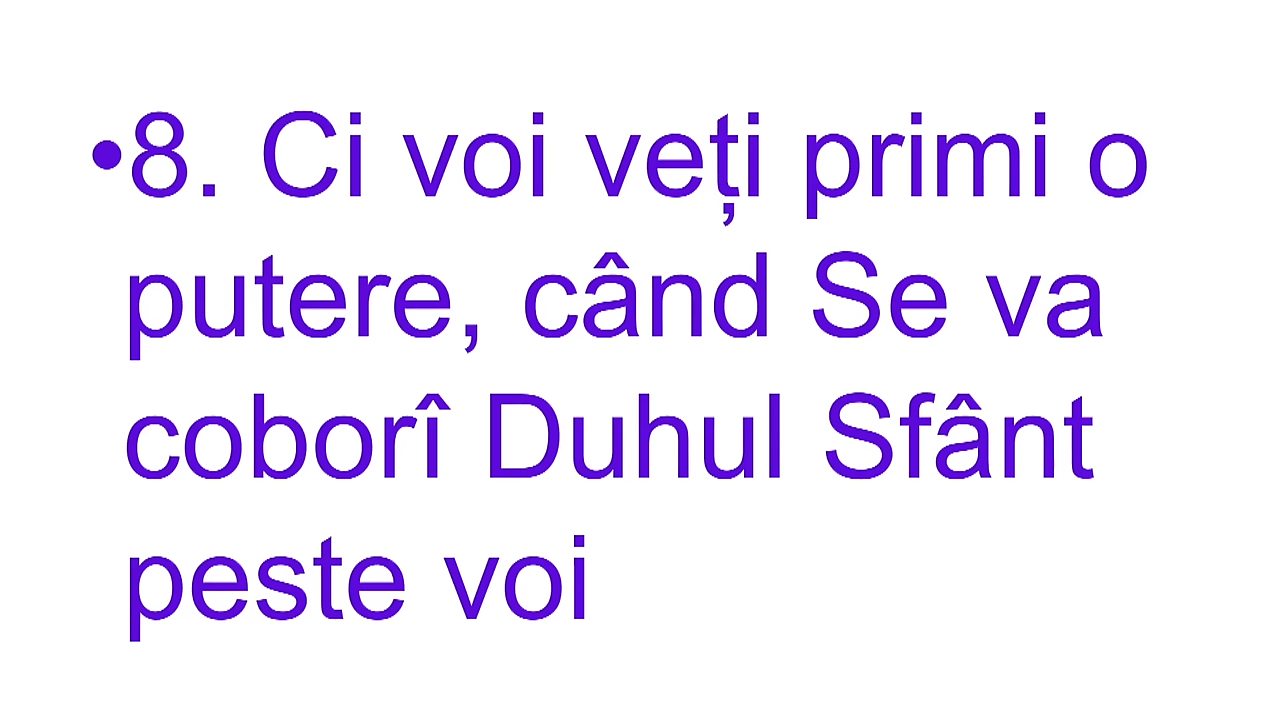 •8. Ci voi veți primi o
putere, când Se va
coborî Duhul Sfânt
peste voi